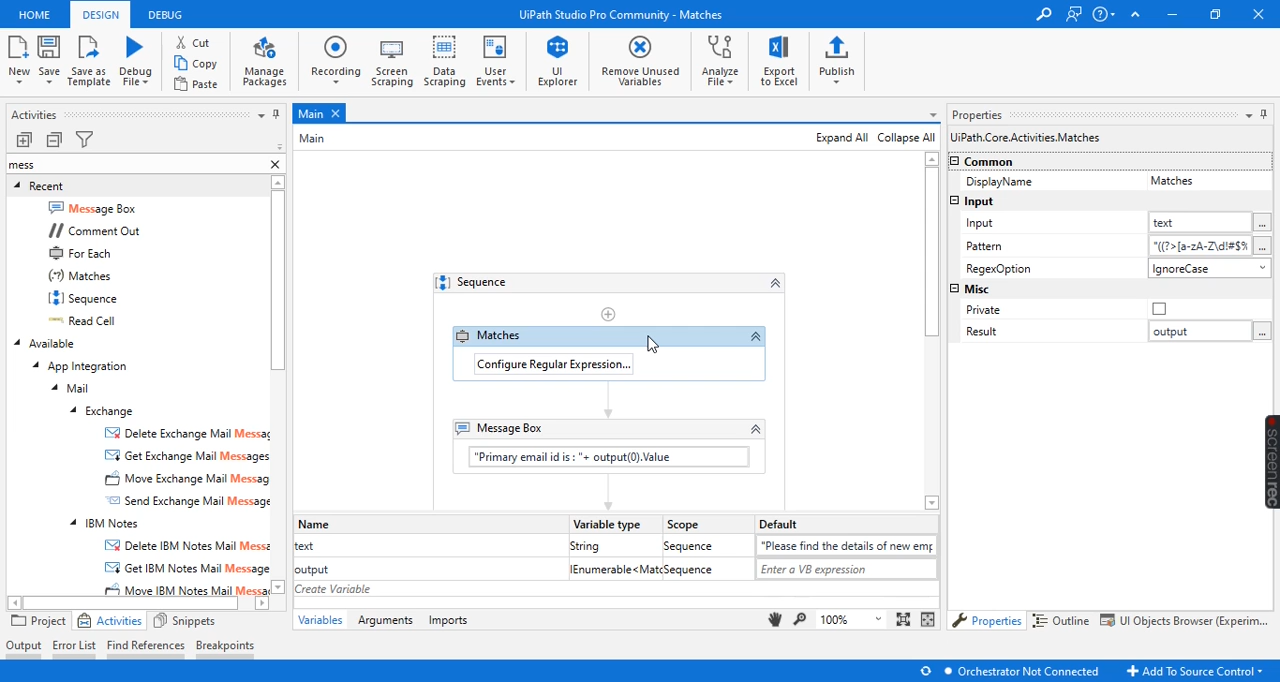 HOME DESIGN DEBUG UiPath Studio Pro Community - Matches
New Save Save as Template Debug File Cut Copy Paste Manage Packages Recording Screen Scraping Data Scraping User Events UI Explorer Remove Unused Variables Analyze File Export to Excel Publish
Activities
mess
Recent
Message Box
Comment Out
For Each
Matches
Sequence
Read Cell
Available
App Integration
Mail
Exchange
Delete Exchange Mail Messag
Get Exchange Mail Messages
Move Exchange Mail Messag
Send Exchange Mail Message
IBM Notes
Delete IBM Notes Mail Messa
Get IBM Notes Mail Message
Move IBM Notes Mail Messa
Project Activities Snippets
Main
Main Expand All Collapse All
Sequence
Matches
Configure Regular Expression...
Message Box
"Primary email id is : "+ output(0).Value
Name Variable type Scope Default
text String Sequence "Please find the details of new emp
output IEnumerable<Matc Sequence Enter a VB expression
Create Variable
Variables Arguments Imports 100%
Properties
UiPath.Core.Activities.Matches
Common
DisplayName Matches
Input
Input text ...
Pattern "((?>[a-zA-Z\d!#$% ...
RegexOption IgnoreCase
Misc
Private
Result output ...
Properties Outline UI Objects Browser (Experim...
screenrec
Output Error List Find References Breakpoints
Orchestrator Not Connected Add To Source Control